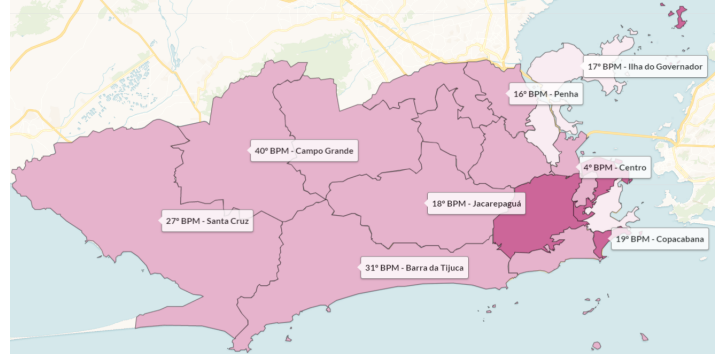 17º BPM - Ilha do Governador
16º BPM - Penha
40º BPM - Campo Grande
4º BPM - Centro
18º BPM - Jacarepaguá
27º BPM - Santa Cruz
19º BPM - Copacabana
31º BPM - Barra da Tijuca